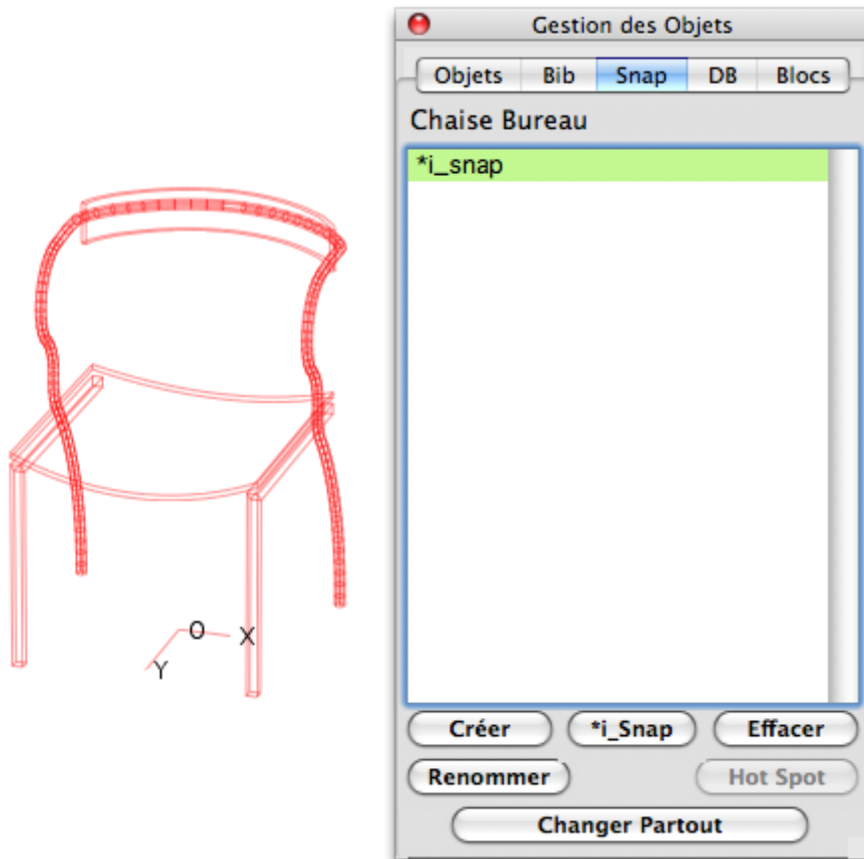 Gestion des Objets
Objets Bib Snap DB Blocs
Chaise Bureau
*i_snap
O X
Y
Créer *i_Snap Effacer
Renommer Hot Spot
Changer Partout